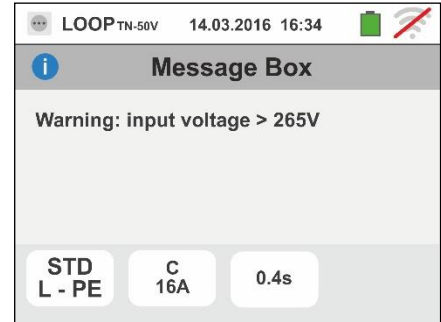 LOOP TN-50V 14.03.2016 16:34
i Message Box
Warning: input voltage > 265V
STD C 0.4s
L - PE 16A